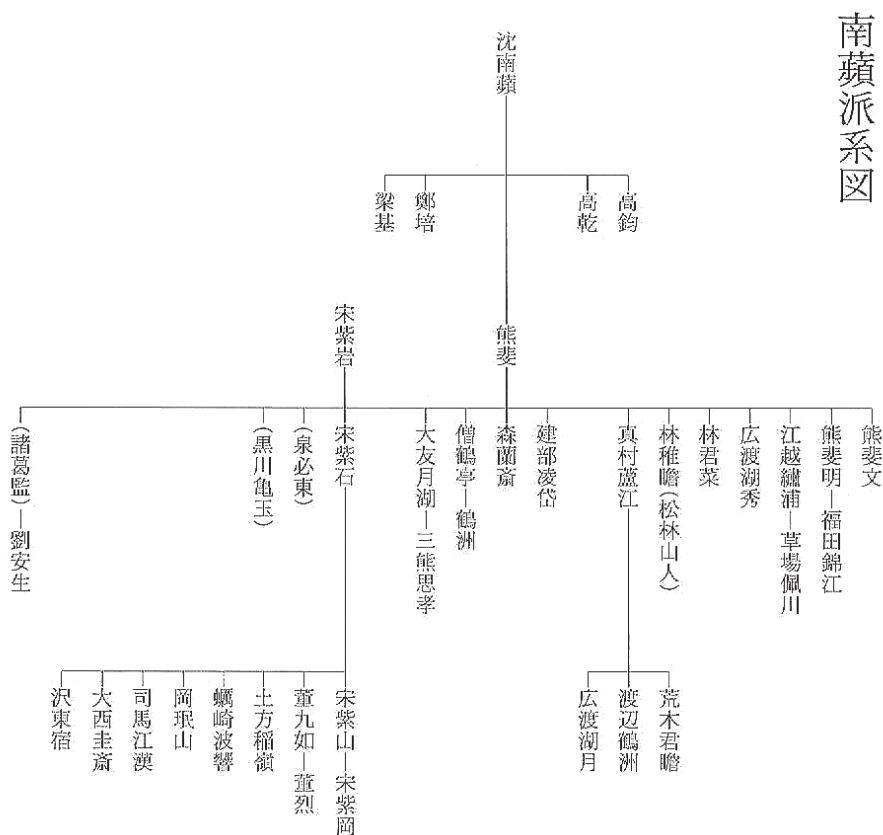 南蘋派系図
沈南蘋
高鈞
高乾
鄭培
梁基
熊斐
宋紫岩
熊斐文
熊斐明―福田錦江
江越繡浦―草場佩川
広渡湖秀
林君菜
林稚瞻(松林山人)
真村蘆江
建部凌岱
森蘭斎
僧鶴亭―鶴洲
大友月湖―三熊思孝
宋紫石
(泉必東)
(黒川亀玉)
(諸葛監)―劉安生
荒木君瞻
渡辺鶴洲
広渡湖月
宋紫山―宋紫岡
董九如―董烈
土方稲嶺
蠣崎波響
岡珉山
司馬江漢
大西圭斎
沢東宿